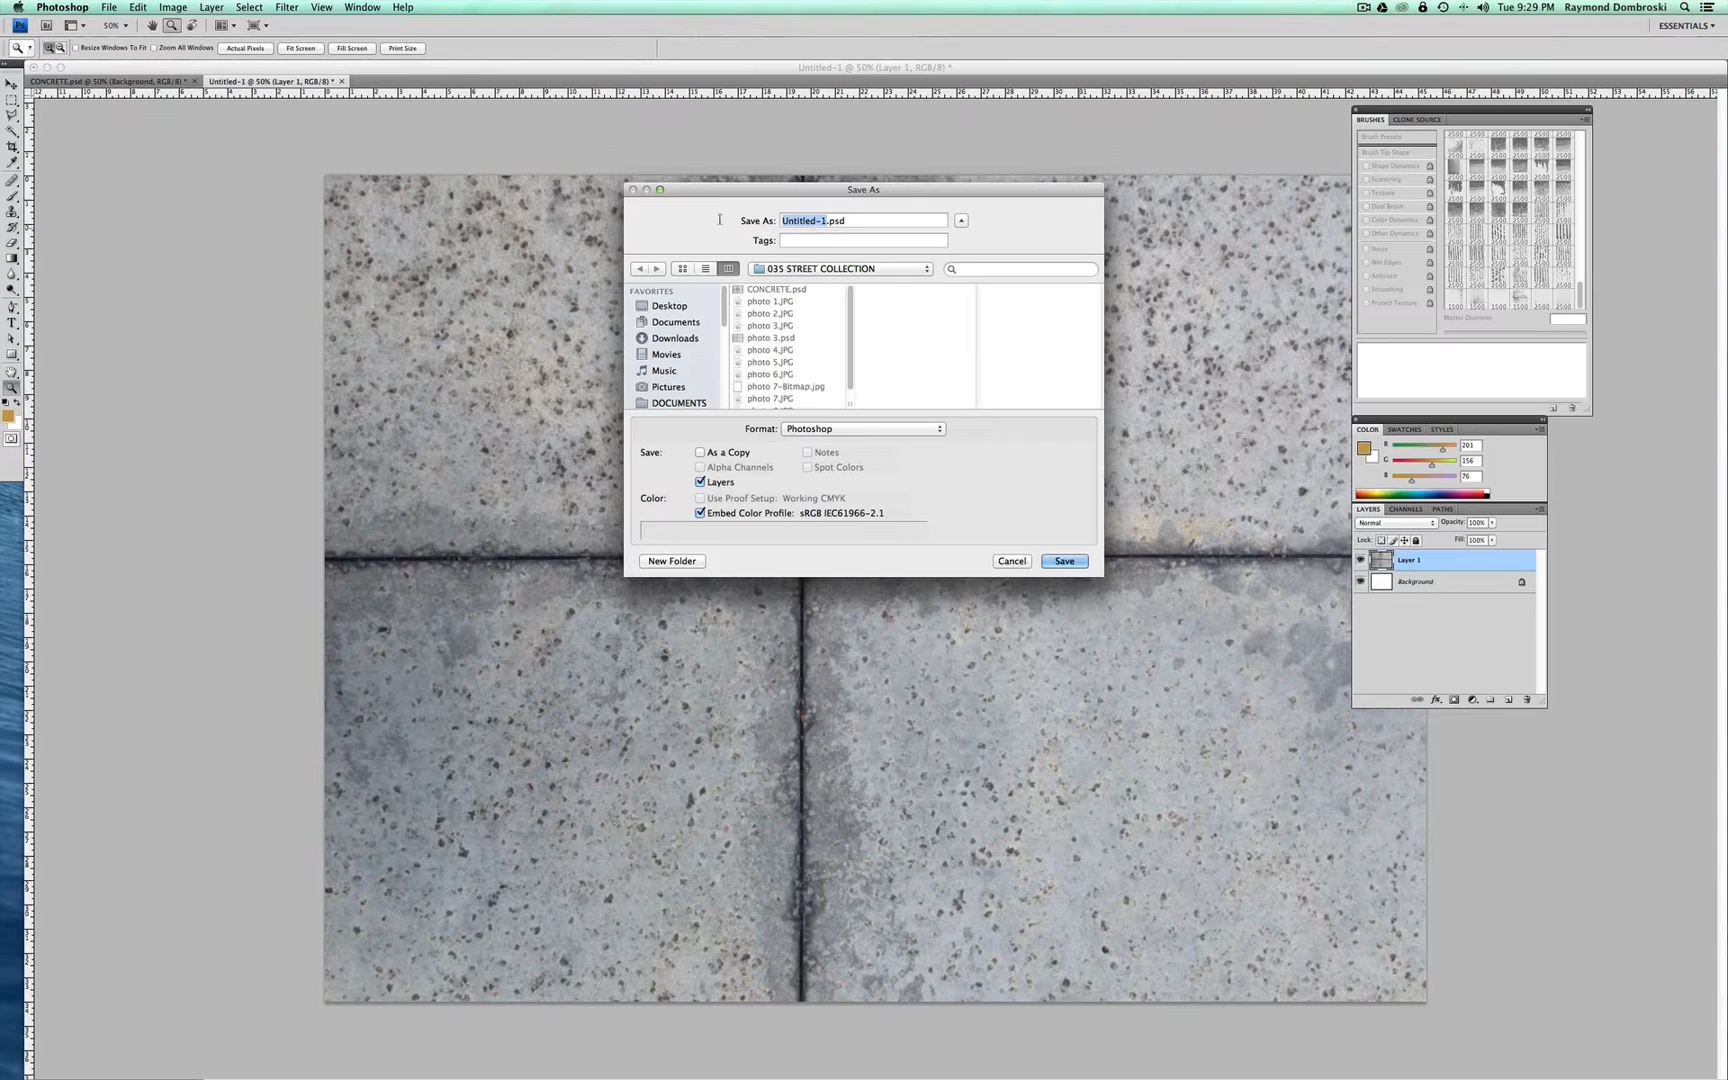 Photoshop File Edit Image Layer Select Filter View Window Help Tue 9:29 PM Raymond Dombroski
Ps Br 50% ESSENTIALS
Resize Windows To Fit Zoom All Windows Actual Pixels Fit Screen Fill Screen Print Size
Untitled-1 @ 50% (Layer 1, RGB/8) *
CONCRETE.psd @ 50% (Background, RGB/8) * Untitled-1 @ 50% (Layer 1, RGB/8) *
Save As
Save As: Untitled-1.psd
Tags:
035 STREET COLLECTION
FAVORITES
Desktop
Documents
Downloads
Movies
Music
Pictures
DOCUMENTS
CONCRETE.psd
photo 1.JPG
photo 2.JPG
photo 3.JPG
photo 3.psd
photo 4.JPG
photo 5.JPG
photo 6.JPG
photo 7-Bitmap.jpg
photo 7.JPG
Format: Photoshop
Save: As a Copy Notes
Alpha Channels Spot Colors
Layers
Color: Use Proof Setup: Working CMYK
Embed Color Profile: sRGB IEC61966-2.1
New Folder Cancel Save
BRUSHES CLONE SOURCE
Brush Presets
Brush Tip Shape
Shape Dynamics
Scattering
Texture
Dual Brush
Color Dynamics
Other Dynamics
Noise
Wet Edges
Airbrush
Smoothing
Protect Texture
Master Diameter
COLOR SWATCHES STYLES
R 201
G 156
B 76
LAYERS CHANNELS PATHS
Normal Opacity: 100%
Lock: Fill: 100%
Layer 1
Background